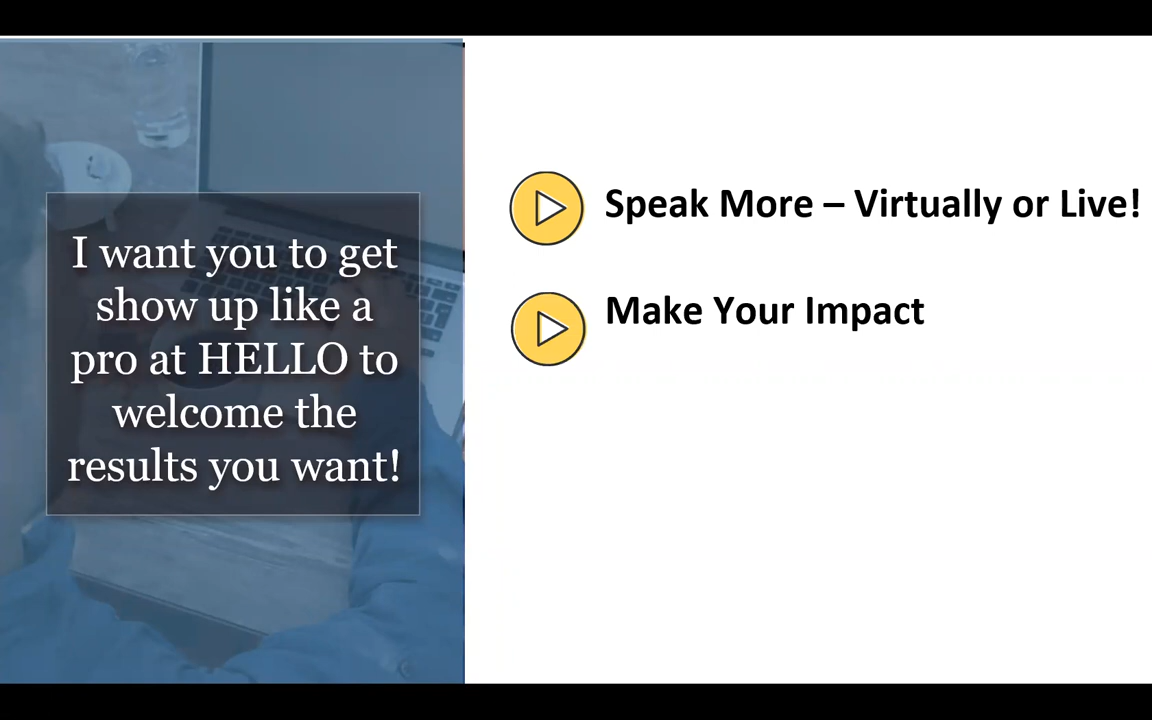 I want you to get
show up like a
pro at HELLO to
welcome the
results you want!
Speak More – Virtually or Live!
Make Your Impact